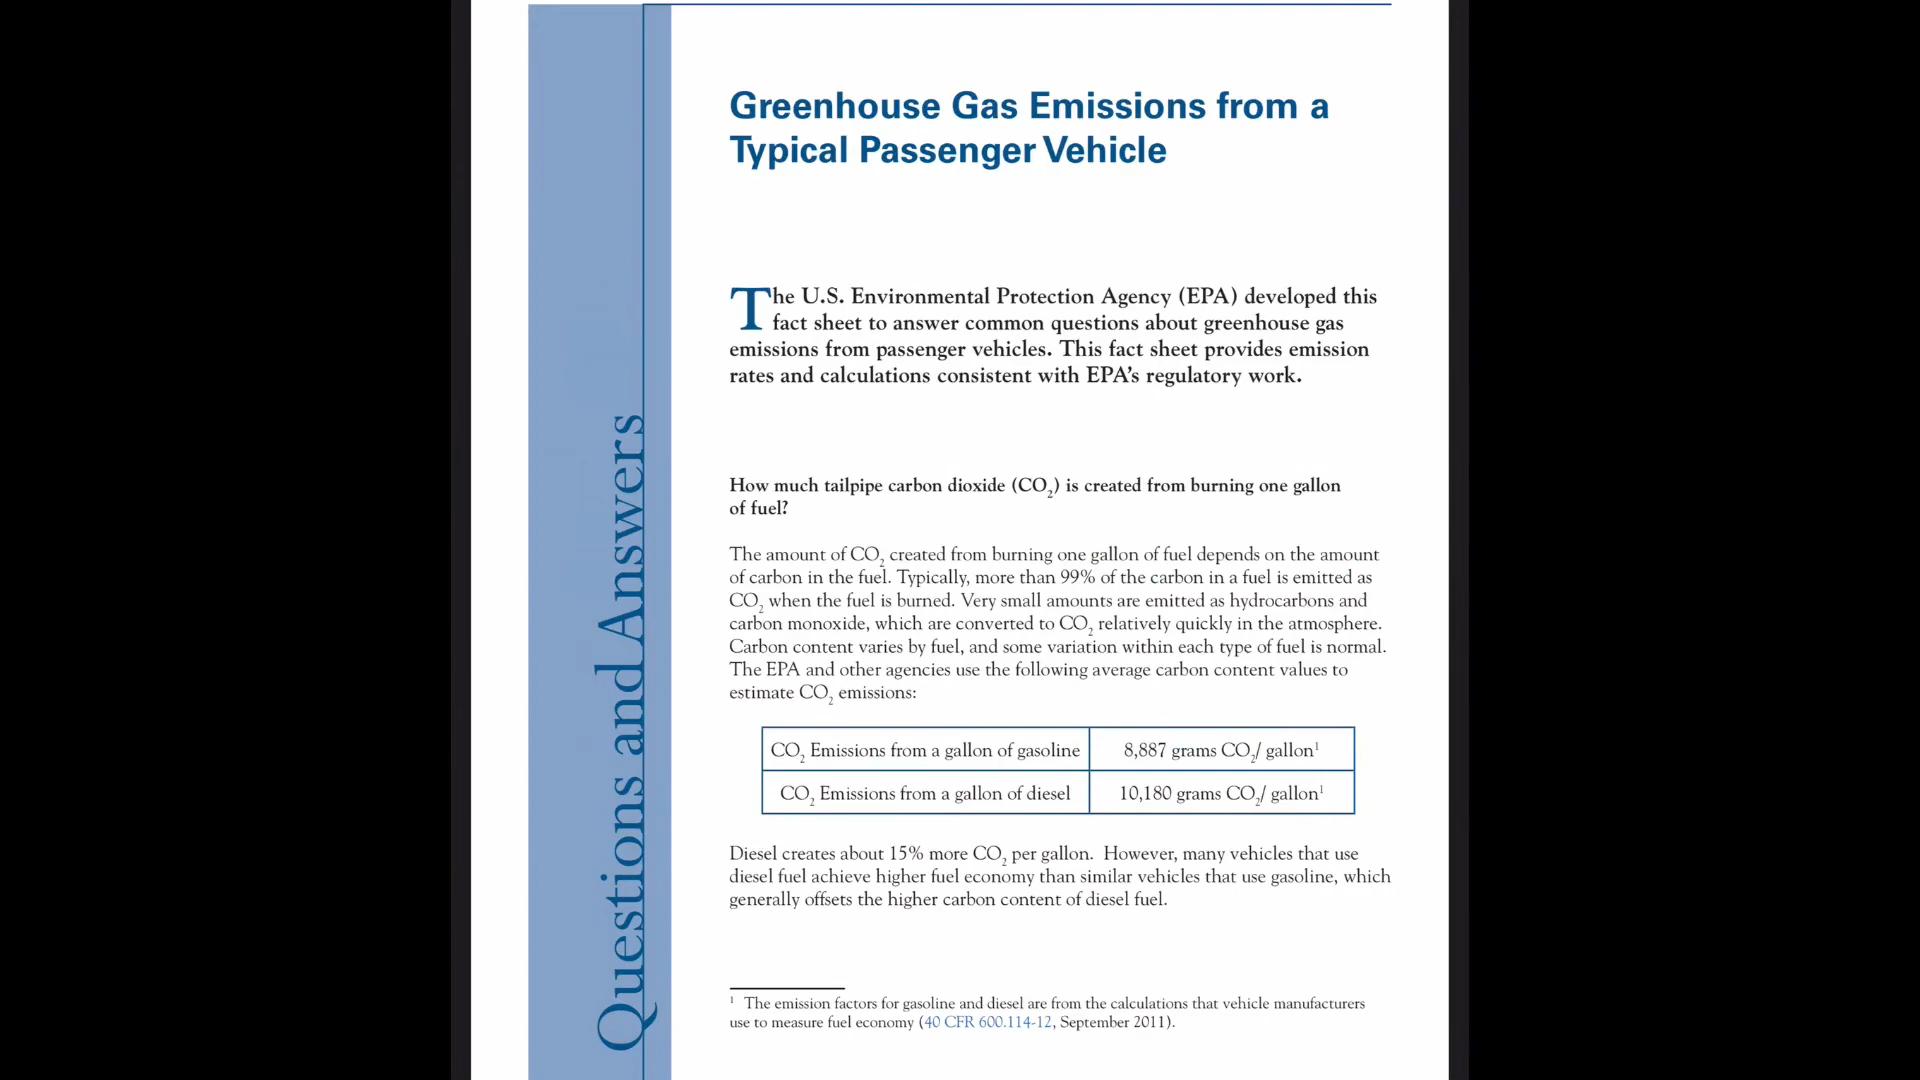 Greenhouse Gas Emissions from a
Typical Passenger Vehicle
The U.S. Environmental Protection Agency (EPA) developed this
fact sheet to answer common questions about greenhouse gas
emissions from passenger vehicles. This fact sheet provides emission
rates and calculations consistent with EPA’s regulatory work.
Questions and Answers
How much tailpipe carbon dioxide (CO₂) is created from burning one gallon
of fuel?
The amount of CO₂ created from burning one gallon of fuel depends on the amount
of carbon in the fuel. Typically, more than 99% of the carbon in a fuel is emitted as
CO₂ when the fuel is burned. Very small amounts are emitted as hydrocarbons and
carbon monoxide, which are converted to CO₂ relatively quickly in the atmosphere.
Carbon content varies by fuel, and some variation within each type of fuel is normal.
The EPA and other agencies use the following average carbon content values to
estimate CO₂ emissions:
CO₂ Emissions from a gallon of gasoline 8,887 grams CO₂/ gallon¹
CO₂ Emissions from a gallon of diesel 10,180 grams CO₂/ gallon¹
Diesel creates about 15% more CO₂ per gallon. However, many vehicles that use
diesel fuel achieve higher fuel economy than similar vehicles that use gasoline, which
generally offsets the higher carbon content of diesel fuel.
¹ The emission factors for gasoline and diesel are from the calculations that vehicle manufacturers
use to measure fuel economy (40 CFR 600.114-12, September 2011).